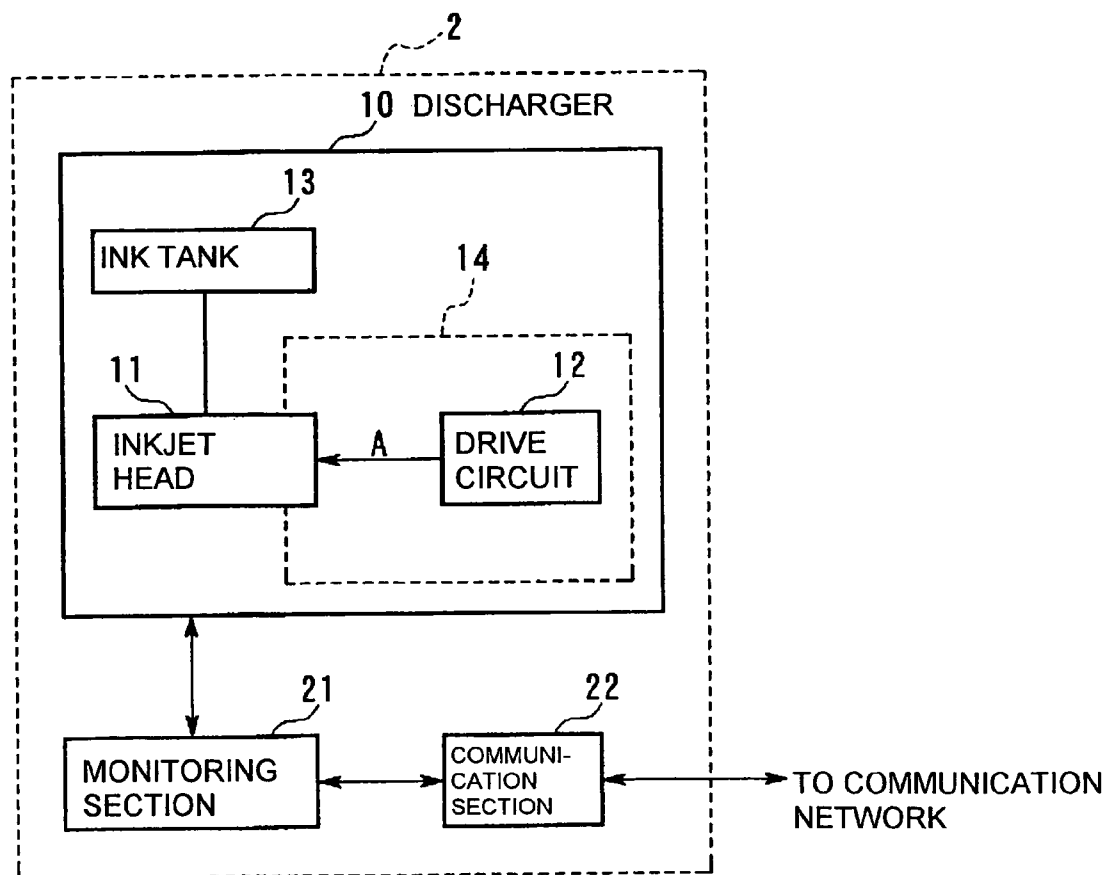 2
10 DISCHARGER
13
INK TANK
14
11
12
INKJET
HEAD
A
DRIVE
CIRCUIT
21
22
MONITORING
SECTION
COMMUNI-
CATION
SECTION
TO COMMUNICATION
NETWORK